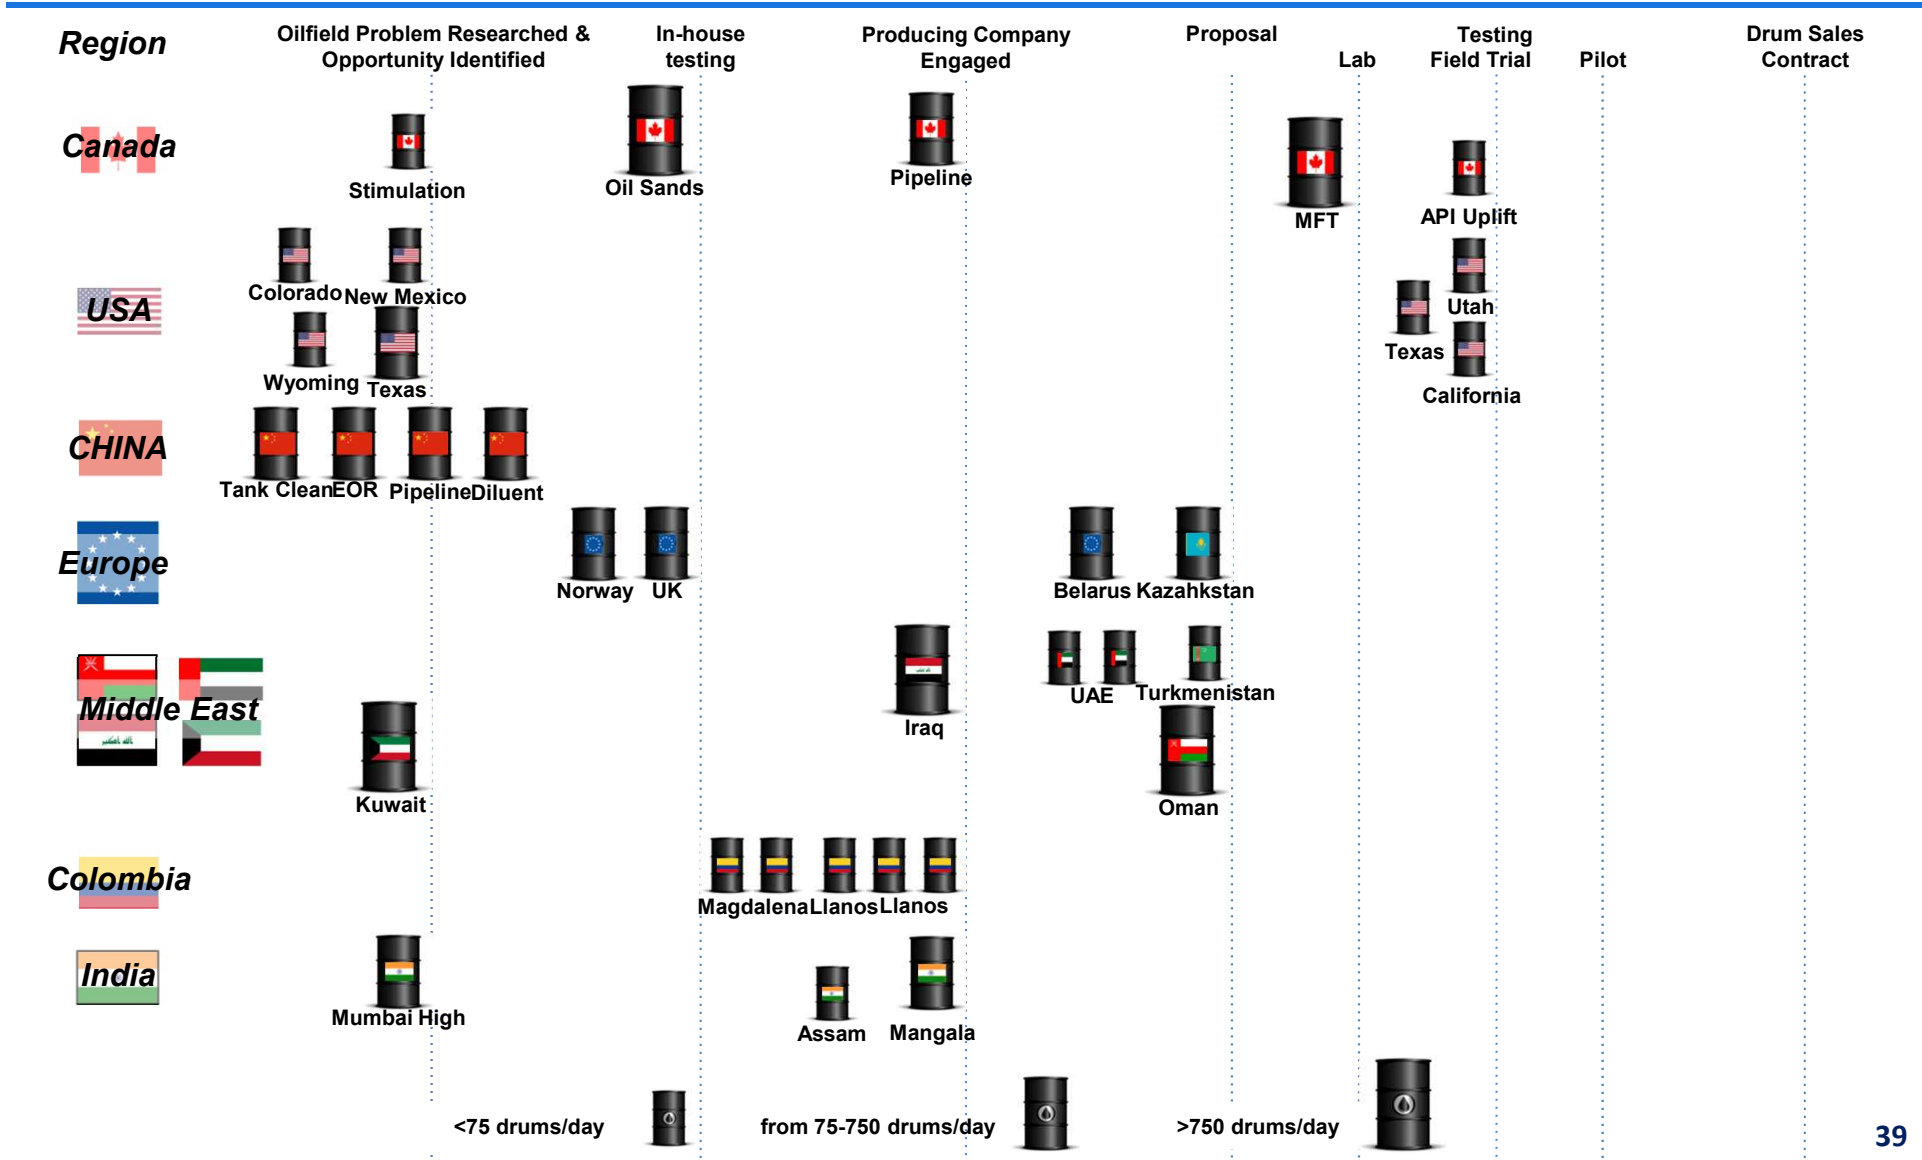 Region
Oilfield Problem Researched &
Opportunity Identified
In-house
testing
Producing Company
Engaged
Proposal
Lab
Testing
Field Trial
Pilot
Drum Sales
Contract
Canada
Stimulation
Oil Sands
Pipeline
MFT
API Uplift
USA
Colorado
New Mexico
Wyoming
Texas
Utah
Texas
California
CHINA
Tank Clean
EOR
Pipeline
Diluent
Europe
Norway
UK
Belarus
Kazahkstan
Middle East
Kuwait
Iraq
UAE
Turkmenistan
Oman
Colombia
Magdalena
Llanos
Llanos
India
Mumbai High
Assam
Mangala
<75 drums/day
from 75-750 drums/day
>750 drums/day
39